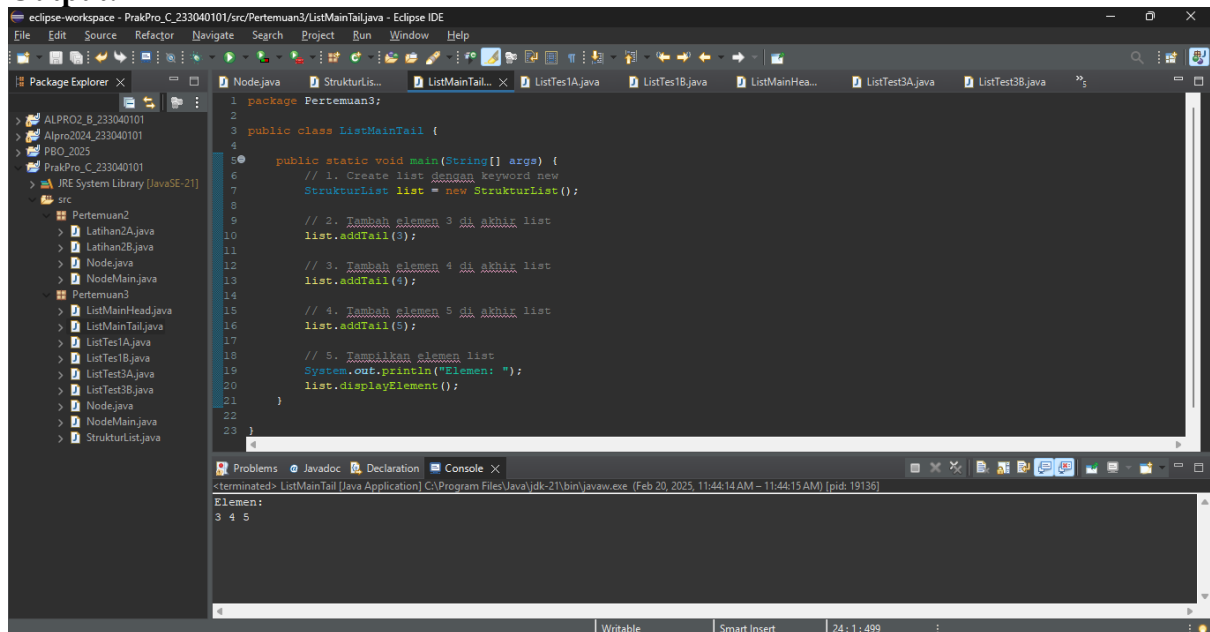 eclipse-workspace - PrakPro_C_233040101/src/Pertemuan3/ListMainTail.java - Eclipse IDE
File Edit Source Refactor Navigate Search Project Run Window Help
Package Explorer
Node.java StrukturLis... ListMainTail... ListTes1A.java ListTes1B.java ListMainHea... ListTest3A.java ListTest3B.java »5
ALPRO2_B_233040101
Alpro2024_233040101
PBO_2025
PrakPro_C_233040101
JRE System Library [JavaSE-21]
src
Pertemuan2
Latihan2A.java
Latihan2B.java
Node.java
NodeMain.java
Pertemuan3
ListMainHead.java
ListMainTail.java
ListTes1A.java
ListTes1B.java
ListTest3A.java
ListTest3B.java
Node.java
NodeMain.java
StrukturList.java
1 package Pertemuan3;
2
3 public class ListMainTail {
4
5 public static void main(String[] args) {
6 // 1. Create list dengan keyword new
7 StrukturList list = new StrukturList();
8
9 // 2. Tambah elemen 3 di akhir list
10 list.addTail(3);
11
12 // 3. Tambah elemen 4 di akhir list
13 list.addTail(4);
14
15 // 4. Tambah elemen 5 di akhir list
16 list.addTail(5);
17
18 // 5. Tampilkan elemen list
19 System.out.println("Elemen: ");
20 list.displayElement();
21 }
22
23 }
Problems Javadoc Declaration Console
<terminated> ListMainTail [Java Application] C:\Program Files\Java\jdk-21\bin\javaw.exe (Feb 20, 2025, 11:44:14 AM – 11:44:15 AM) [pid: 19136]
Elemen:
3 4 5
Writable Smart Insert 24 : 1 : 499